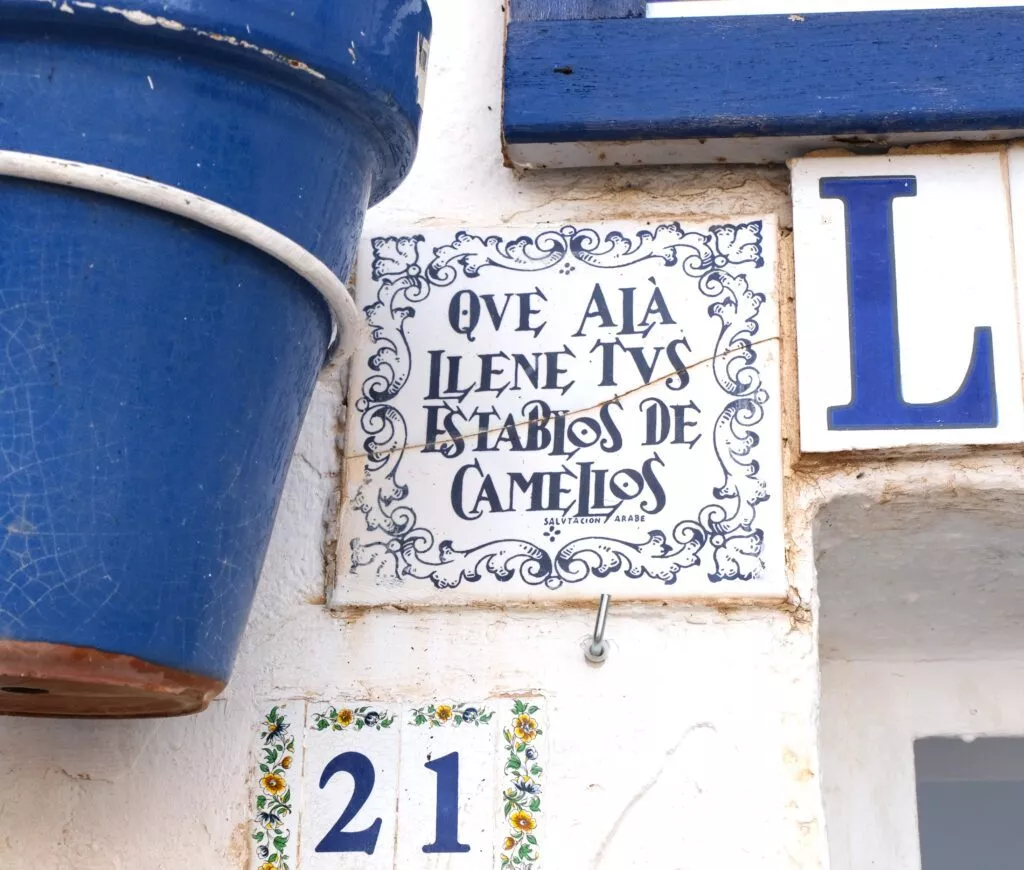 QVE ALÀ
LLENE TVS
ESTABLOS DE
CAMELLOS
SALVTACION ARABE
L
21